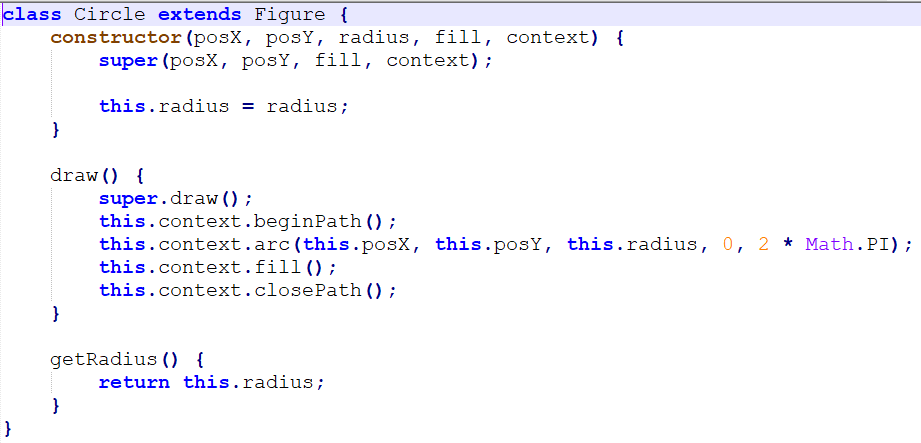 class Circle extends Figure {
    constructor(posX, posY, radius, fill, context) {
        super(posX, posY, fill, context);

        this.radius = radius;
    }

    draw() {
        super.draw();
        this.context.beginPath();
        this.context.arc(this.posX, this.posY, this.radius, 0, 2 * Math.PI);
        this.context.fill();
        this.context.closePath();
    }

    getRadius() {
        return this.radius;
    }
}